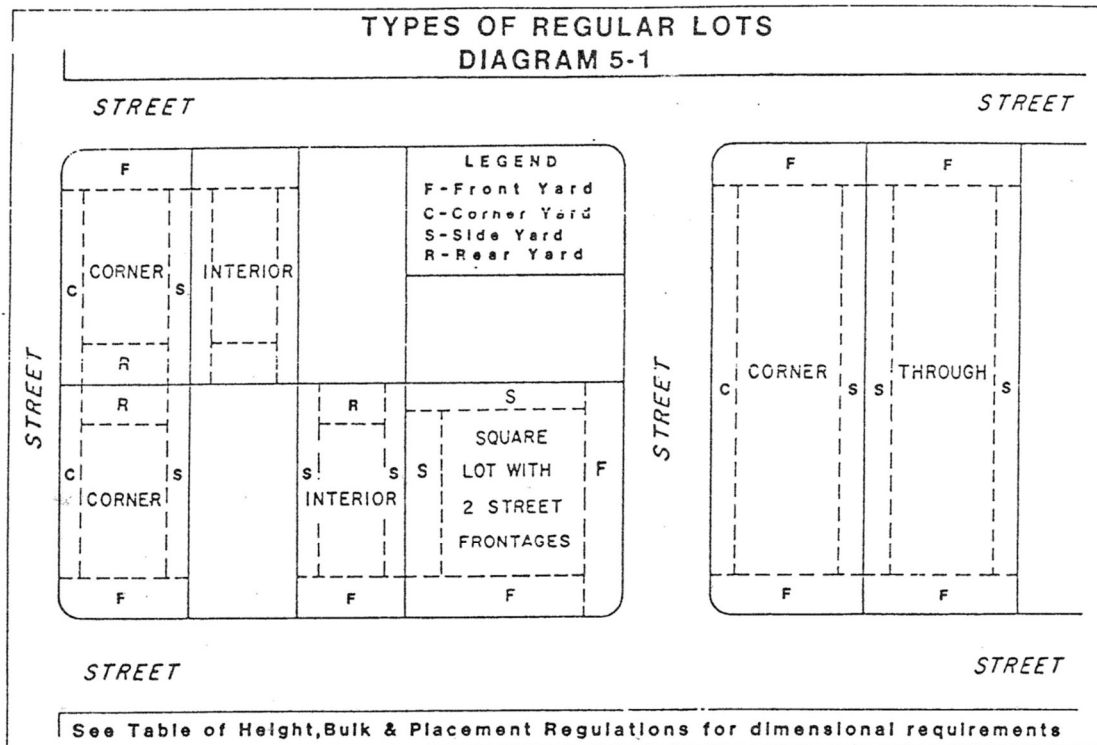 TYPES OF REGULAR LOTS
DIAGRAM 5-1
STREET
STREET
F
LEGEND
F-Front Yard
C-Corner Yard
S-Side Yard
R-Rear Yard
F
F
CORNER
INTERIOR
C
S
R
STREET
STREET
CORNER
THROUGH
C
S
S
S
R
R
S
C
S
CORNER
S
S
INTERIOR
S
SQUARE
LOT WITH
2 STREET
FRONTAGES
F
F
F
F
F
F
STREET
STREET
See Table of Height,Bulk & Placement Regulations for dimensional requirements